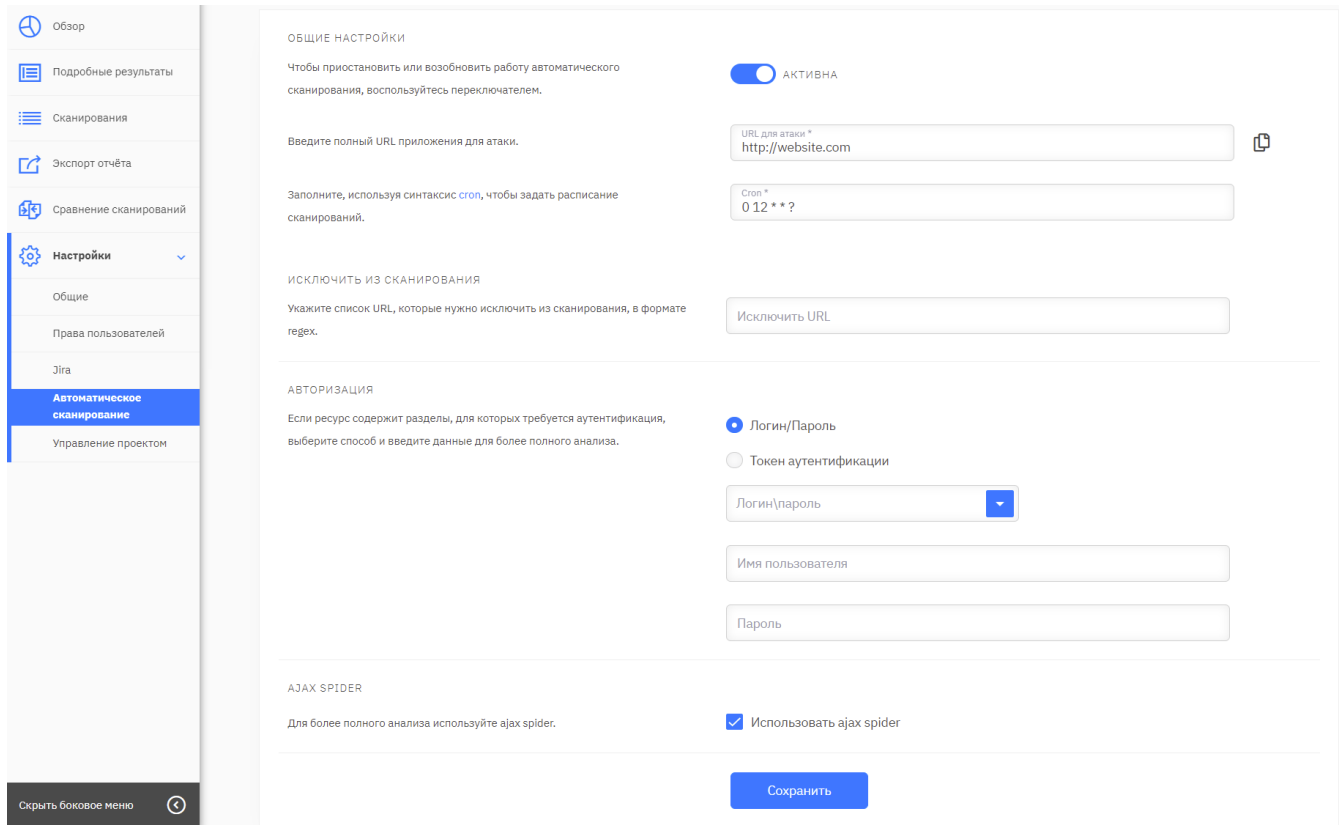 Обзор
Подробные результаты
Сканирования
Экспорт отчёта
Сравнение сканирований
Настройки
Общие
Права пользователей
Jira
Автоматическое
сканирование
Управление проектом
Скрыть боковое меню
ОБЩИЕ НАСТРОЙКИ
Чтобы приостановить или возобновить работу автоматического
сканирования, воспользуйтесь переключателем.
АКТИВНА
Введите полный URL приложения для атаки.
URL для атаки *
http://website.com
Заполните, используя синтаксис cron, чтобы задать расписание
сканирований.
Cron *
0 12 * * ?
ИСКЛЮЧИТЬ ИЗ СКАНИРОВАНИЯ
Укажите список URL, которые нужно исключить из сканирования, в формате
regex.
Исключить URL
АВТОРИЗАЦИЯ
Если ресурс содержит разделы, для которых требуется аутентификация,
выберите способ и введите данные для более полного анализа.
Логин/Пароль
Токен аутентификации
Логин\пароль
Имя пользователя
Пароль
AJAX SPIDER
Для более полного анализа используйте ajax spider.
Использовать ajax spider
Сохранить